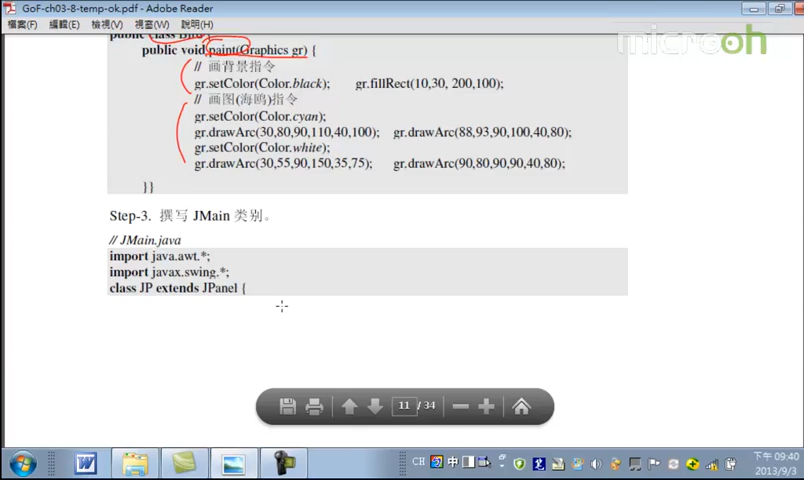 GoF-ch03-8-temp-ok.pdf - Adobe Reader
檔案(F) 編輯(E) 檢視(V) 視窗(W) 說明(H)
microoh
public class Bird {
public void paint(Graphics gr) {
// 画背景指令
gr.setColor(Color.black); gr.fillRect(10,30, 200,100);
// 画图(海鸥)指令
gr.setColor(Color.cyan);
gr.drawArc(30,80,90,110,40,100); gr.drawArc(88,93,90,100,40,80);
gr.setColor(Color.white);
gr.drawArc(30,55,90,150,35,75); gr.drawArc(90,80,90,90,40,80);
}}
Step-3. 撰写 JMain 类别。
// JMain.java
import java.awt.*;
import javax.swing.*;
class JP extends JPanel {
11 / 34
CH 中 下午 09:40
2013/9/3